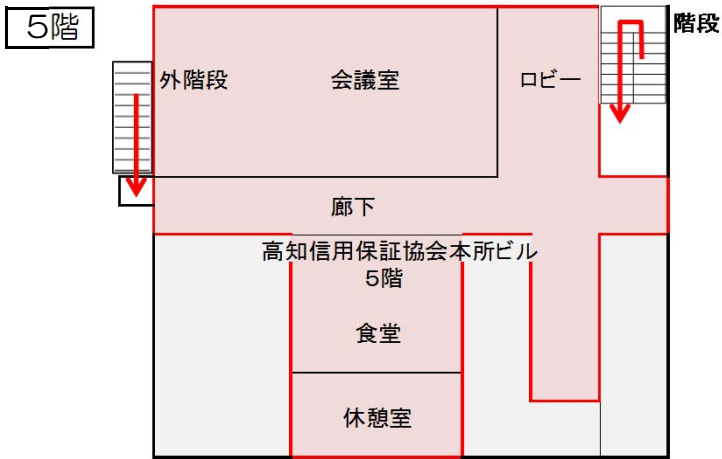 ５階
階段
外階段
会議室
ロビー
廊下
高知信用保証協会本所ビル
5階
食堂
休憩室